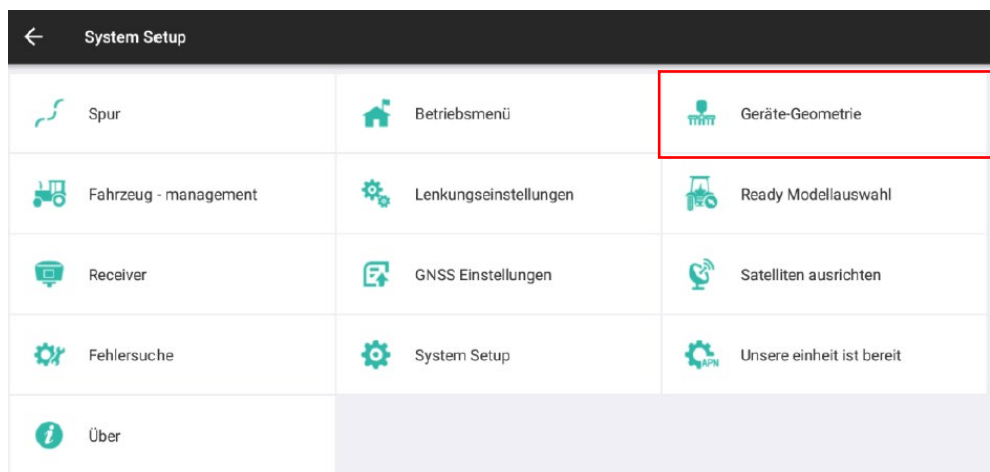 System Setup
Spur
Betriebsmenü
Geräte-Geometrie
Fahrzeug - management
Lenkungseinstellungen
Ready Modellauswahl
Receiver
GNSS Einstellungen
Satelliten ausrichten
Fehlersuche
System Setup
APN
Unsere einheit ist bereit
Über